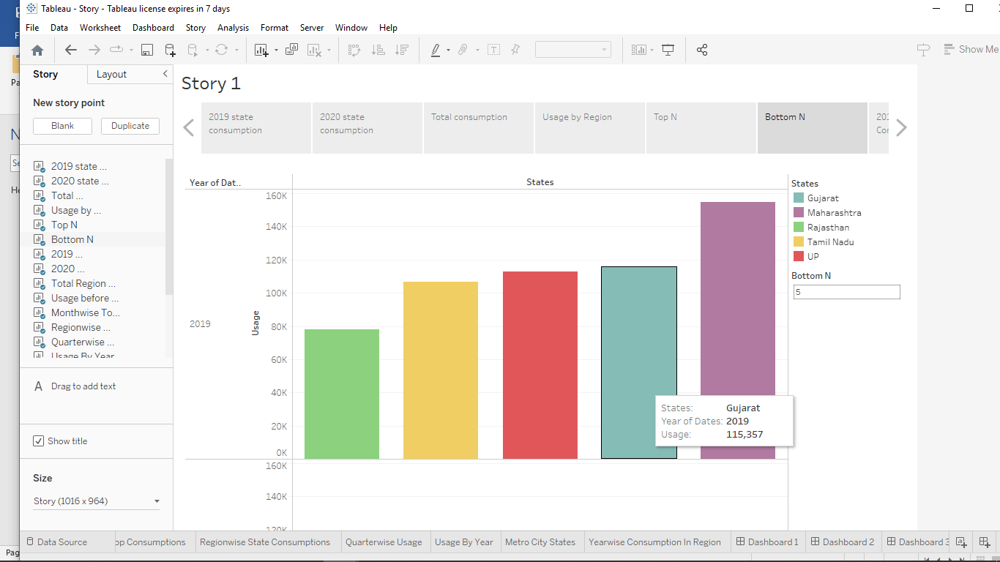 Tableau - Story - Tableau license expires in 7 days
File Data Worksheet Dashboard Story Analysis Format Server Window Help
Show Me
Story Layout
New story point
Blank Duplicate
2019 state ...
2020 state ...
Total ...
Usage by ...
Top N
Bottom N
2019 ...
2020 ...
Total Region ...
Usage before ...
Monthwise To...
Regionwise ...
Quarterwise ...
Usage By Year
A Drag to add text
Show title
Size
Story (1016 x 964)
Story 1
2019 state
consumption
2020 state
consumption
Total consumption
Usage by Region
Top N
Bottom N
Year of Dat..
States
160K
140K
120K
100K
80K
60K
40K
20K
0K
2019
Usage
160K
140K
120K
States: Gujarat
Year of Dates: 2019
Usage: 115,357
States
Gujarat
Maharashtra
Rajasthan
Tamil Nadu
UP
Bottom N
5
Data Source op Consumptions Regionwise State Consumptions Quarterwise Usage Usage By Year Metro City States Yearwise Consumption In Region Dashboard 1 Dashboard 2 Dashboard 3